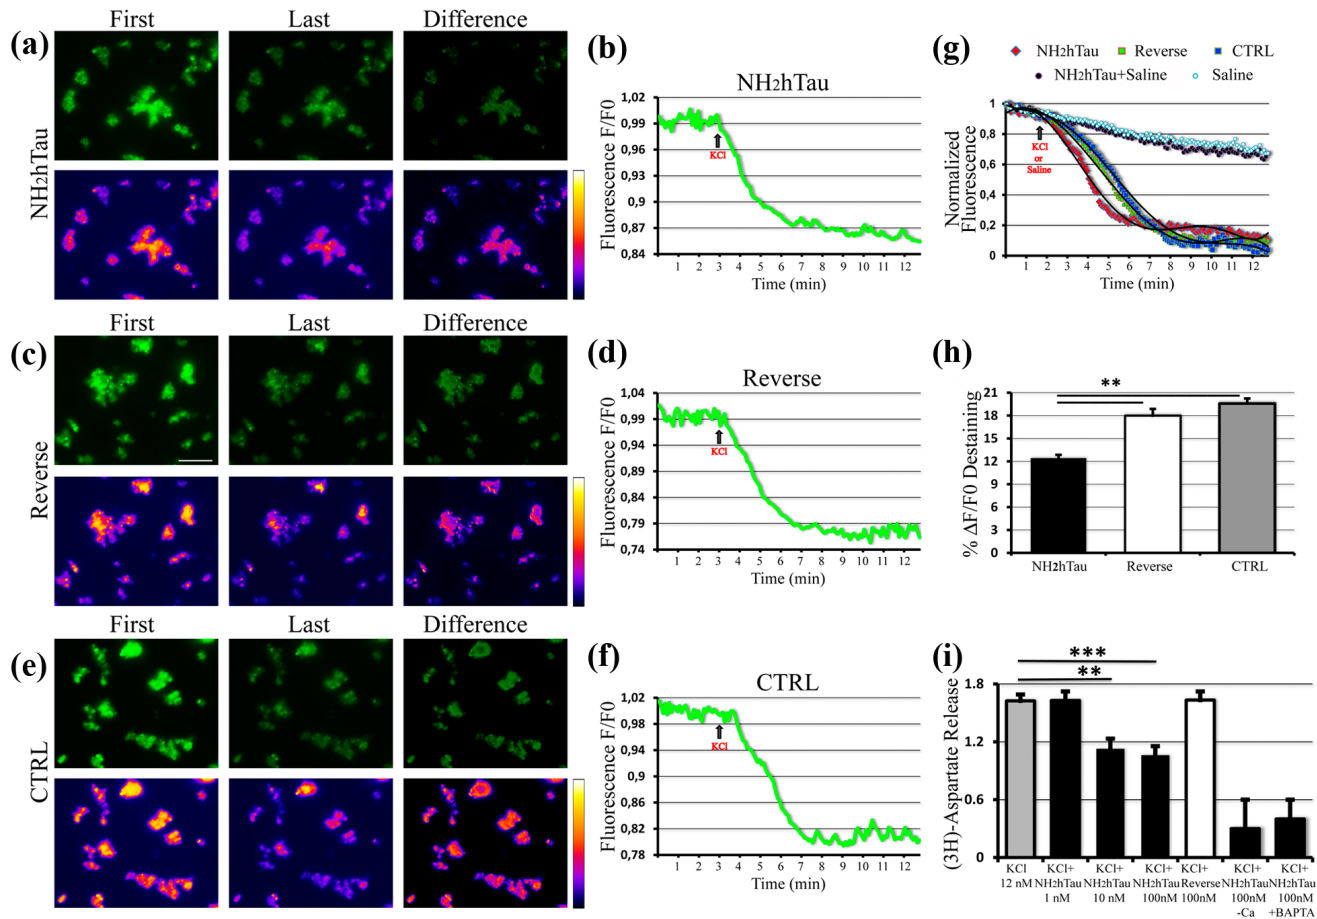 (a)
First Last Difference
NH2hTau
(b)
NH2hTau
Fluorescence F/F0
1,02
0,99
0,96
0,93
0,9
0,87
0,84
KCl
1 2 3 4 5 6 7 8 9 10 11 12
Time (min)
(c)
First Last Difference
Reverse
(d)
Reverse
Fluorescence F/F0
1,04
0,99
0,94
0,89
0,84
0,79
0,74
KCl
1 2 3 4 5 6 7 8 9 10 11 12
Time (min)
(e)
First Last Difference
CTRL
(f)
CTRL
Fluorescence F/F0
1,02
0,98
0,94
0,9
0,86
0,82
0,78
KCl
1 2 3 4 5 6 7 8 9 10 11 12
Time (min)
(g)
NH2hTau Reverse CTRL
NH2hTau+Saline Saline
Normalized
Fluorescence
1
0,8
0,6
0,4
0,2
0
KCl
or
Saline
1 2 3 4 5 6 7 8 9 10 11 12
Time (min)
(h)
% ΔF/F0 Destaining
21
18
15
12
9
6
3
0
**
NH2hTau Reverse CTRL
(i)
(3H)-Aspartate Release
1.8
1.2
0.6
0
***
**
KCl KCl+ KCl+ KCl+ KCl+ KCl+ KCl+
12 nM NH2hTau NH2hTau NH2hTau Reverse NH2hTau NH2hTau
1 nM 10 nM 100nM 100nM 100nM 100nM
-Ca +BAPTA